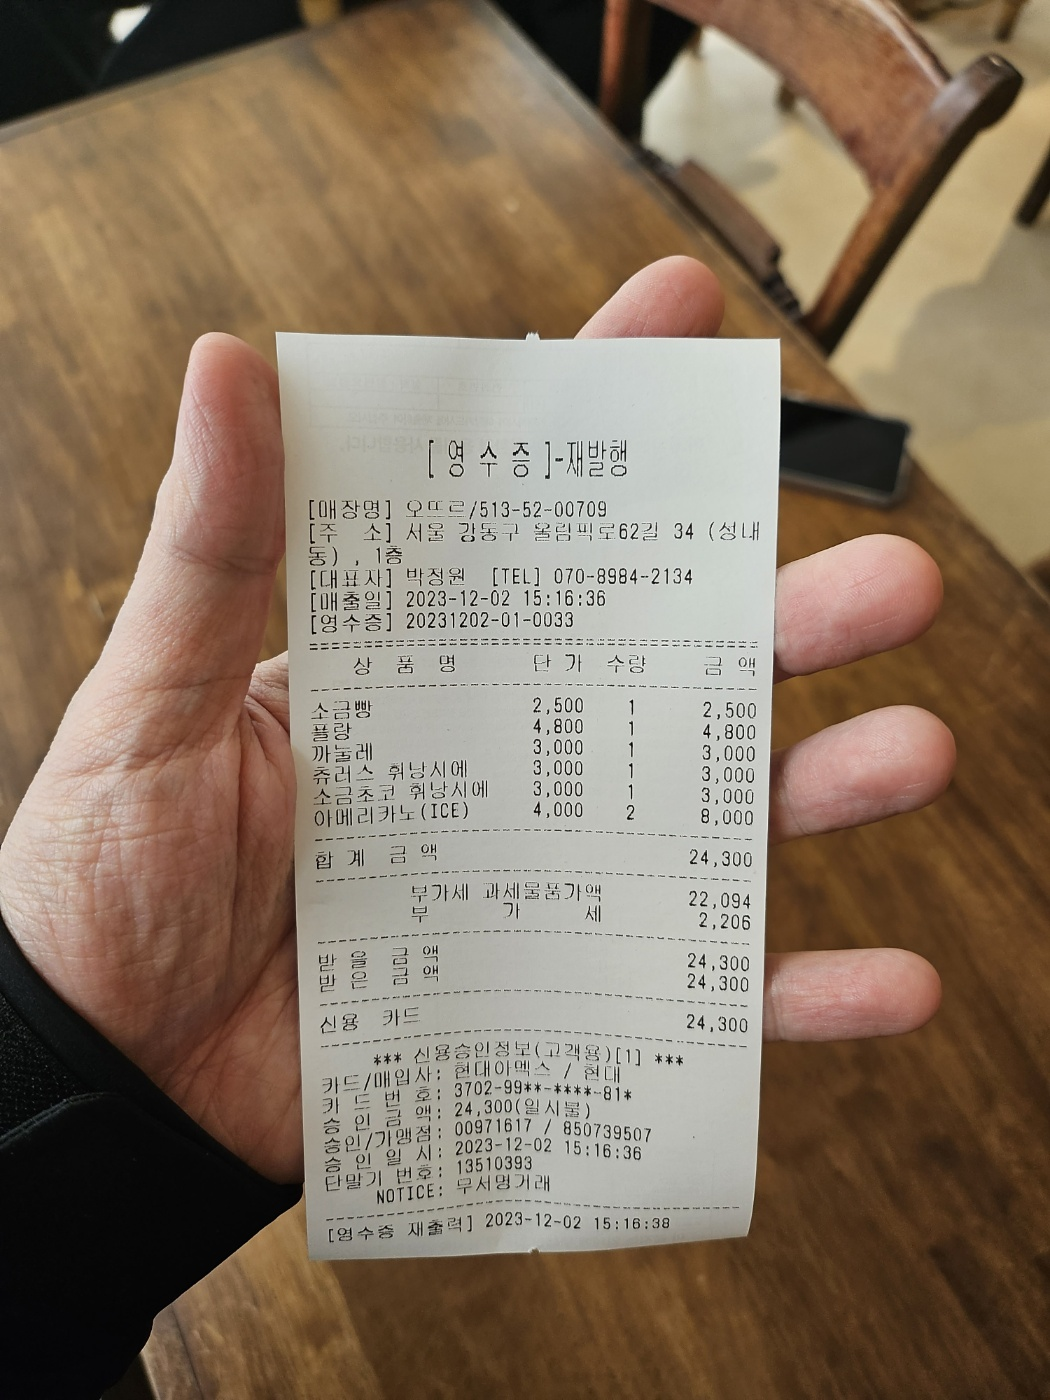 [ 영 수 증 ]-재발행
[매장명] 오뜨르/513-52-00709
[주 소] 서울 강동구 올림픽로62길 34 (성내
동) , 1층
[대표자] 박정원 [TEL] 070-8984-2134
[매출일] 2023-12-02 15:16:36
[영수증] 20231202-01-0033
상 품 명 단 가 수량 금 액
소금빵 2,500 1 2,500
플랑 4,800 1 4,800
까눌레 3,000 1 3,000
츄러스 휘낭시에 3,000 1 3,000
소금초코 휘낭시에 3,000 1 3,000
아메리카노(ICE) 4,000 2 8,000
합 계 금 액 24,300
부가세 과세물품가액 22,094
부 가 세 2,206
받 을 금 액 24,300
받 은 금 액 24,300
신용 카드 24,300
*** 신용승인정보(고객용)[1] ***
카드/매입사: 현대아멕스 / 현대
카 드 번 호: 3702-99**-****-81*
승 인 금 액: 24,300(일시불)
승인/가맹점: 00971617 / 850739507
승 인 일 시: 2023-12-02 15:16:36
단말기 번호: 13510393
NOTICE: 무서명거래
[영수증 재출력] 2023-12-02 15:16:38